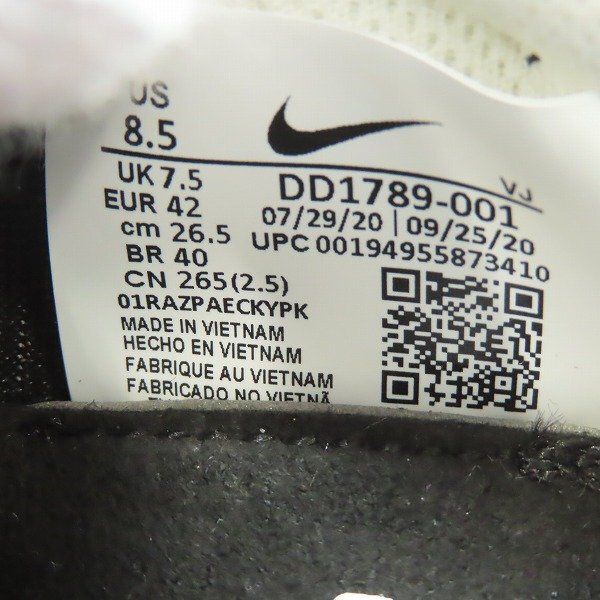 US
8.5
UK 7.5
EUR 42
cm 26.5
BR 40
CN 265(2.5)
01RAZPAECKYPK
MADE IN VIETNAM
HECHO EN VIETNAM
FABRIQUE AU VIETNAM
FABRICADO NO VIETNÃ
VJ
DD1789-001
07/29/20 | 09/25/20
UPC 00194955873410